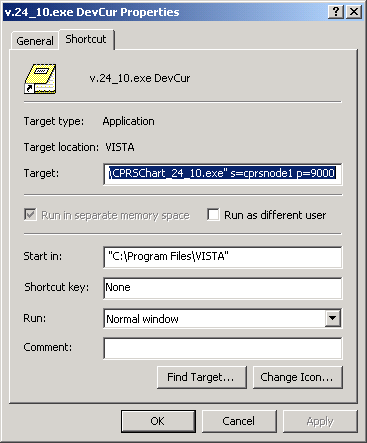 v.24_10.exe DevCur Properties
General Shortcut
v.24_10.exe DevCur
Target type: Application
Target location: VISTA
Target: \CPRSChart_24_10.exe" s=cprsnode1 p=9000
Run in separate memory space Run as different user
Start in: "C:\Program Files\VISTA"
Shortcut key: None
Run: Normal window
Comment:
Find Target... Change Icon...
OK Cancel Apply